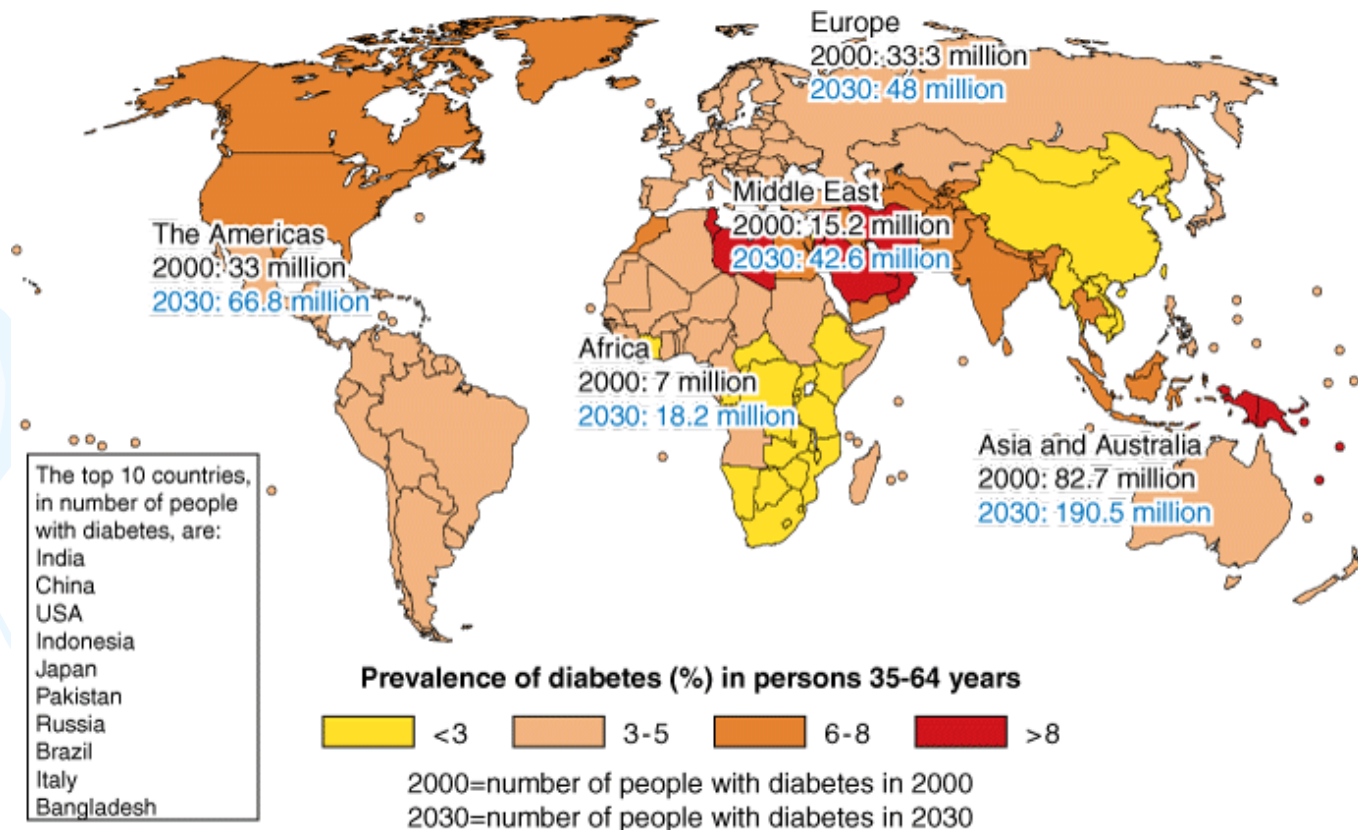 Europe
2000: 33.3 million
2030: 48 million
Middle East
2000: 15.2 million
2030: 42.6 million
The Americas
2000: 33 million
2030: 66.8 million
Africa
2000: 7 million
2030: 18.2 million
Asia and Australia
2000: 82.7 million
2030: 190.5 million
The top 10 countries,
in number of people
with diabetes, are:
India
China
USA
Indonesia
Japan
Pakistan
Russia
Brazil
Italy
Bangladesh
Prevalence of diabetes (%) in persons 35-64 years
<3 3-5 6-8 >8
2000=number of people with diabetes in 2000
2030=number of people with diabetes in 2030